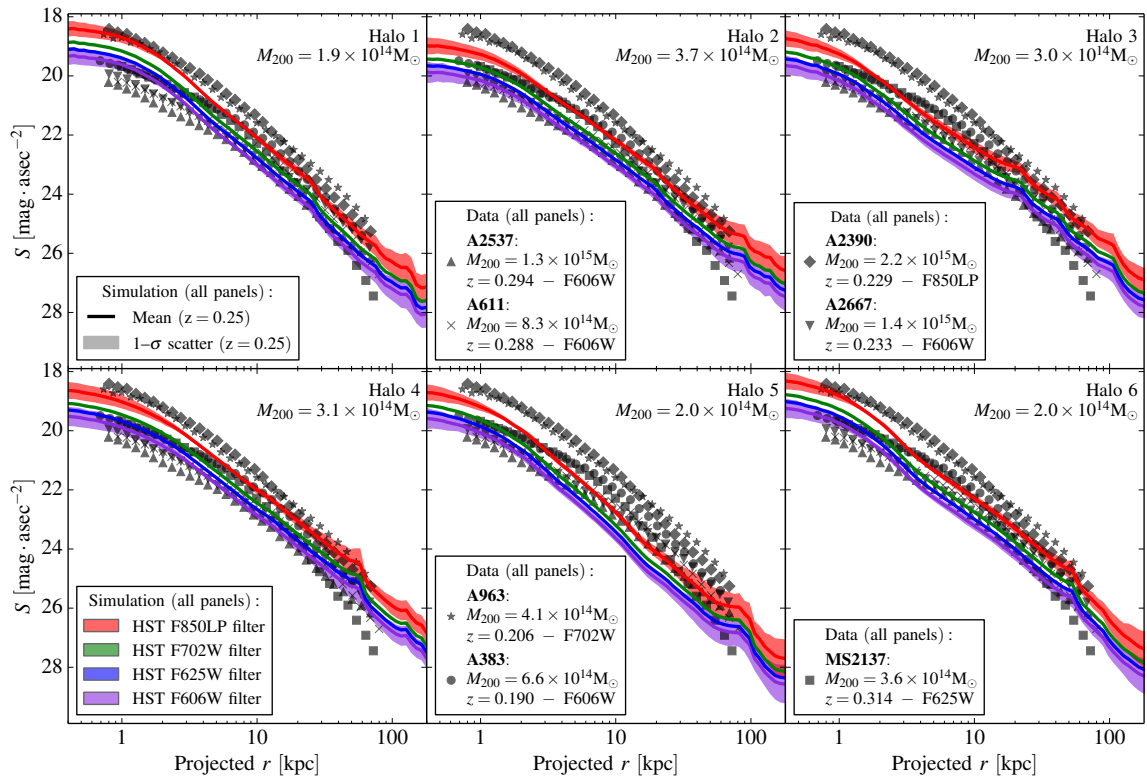 Halo 1
M₂₀₀ = 1.9 × 10¹⁴M☉
Halo 2
M₂₀₀ = 3.7 × 10¹⁴M☉
Halo 3
M₂₀₀ = 3.0 × 10¹⁴M☉
18
20
22
24
26
28
S [mag · asec⁻²]
Simulation (all panels) :
Mean (z = 0.25)
1–σ scatter (z = 0.25)
Data (all panels) :
A2537:
M₂₀₀ = 1.3 × 10¹⁵M☉
z = 0.294 − F606W
A611:
M₂₀₀ = 8.3 × 10¹⁴M☉
z = 0.288 − F606W
Data (all panels) :
A2390:
M₂₀₀ = 2.2 × 10¹⁵M☉
z = 0.229 − F850LP
A2667:
M₂₀₀ = 1.4 × 10¹⁵M☉
z = 0.233 − F606W
Halo 4
M₂₀₀ = 3.1 × 10¹⁴M☉
Halo 5
M₂₀₀ = 2.0 × 10¹⁴M☉
Halo 6
M₂₀₀ = 2.0 × 10¹⁴M☉
18
20
22
24
26
28
S [mag · asec⁻²]
Simulation (all panels) :
HST F850LP filter
HST F702W filter
HST F625W filter
HST F606W filter
Data (all panels) :
A963:
M₂₀₀ = 4.1 × 10¹⁴M☉
z = 0.206 − F702W
A383:
M₂₀₀ = 6.6 × 10¹⁴M☉
z = 0.190 − F606W
Data (all panels) :
MS2137:
M₂₀₀ = 3.6 × 10¹⁴M☉
z = 0.314 − F625W
1 10 100
1 10 100
1 10 100
Projected r [kpc]
Projected r [kpc]
Projected r [kpc]